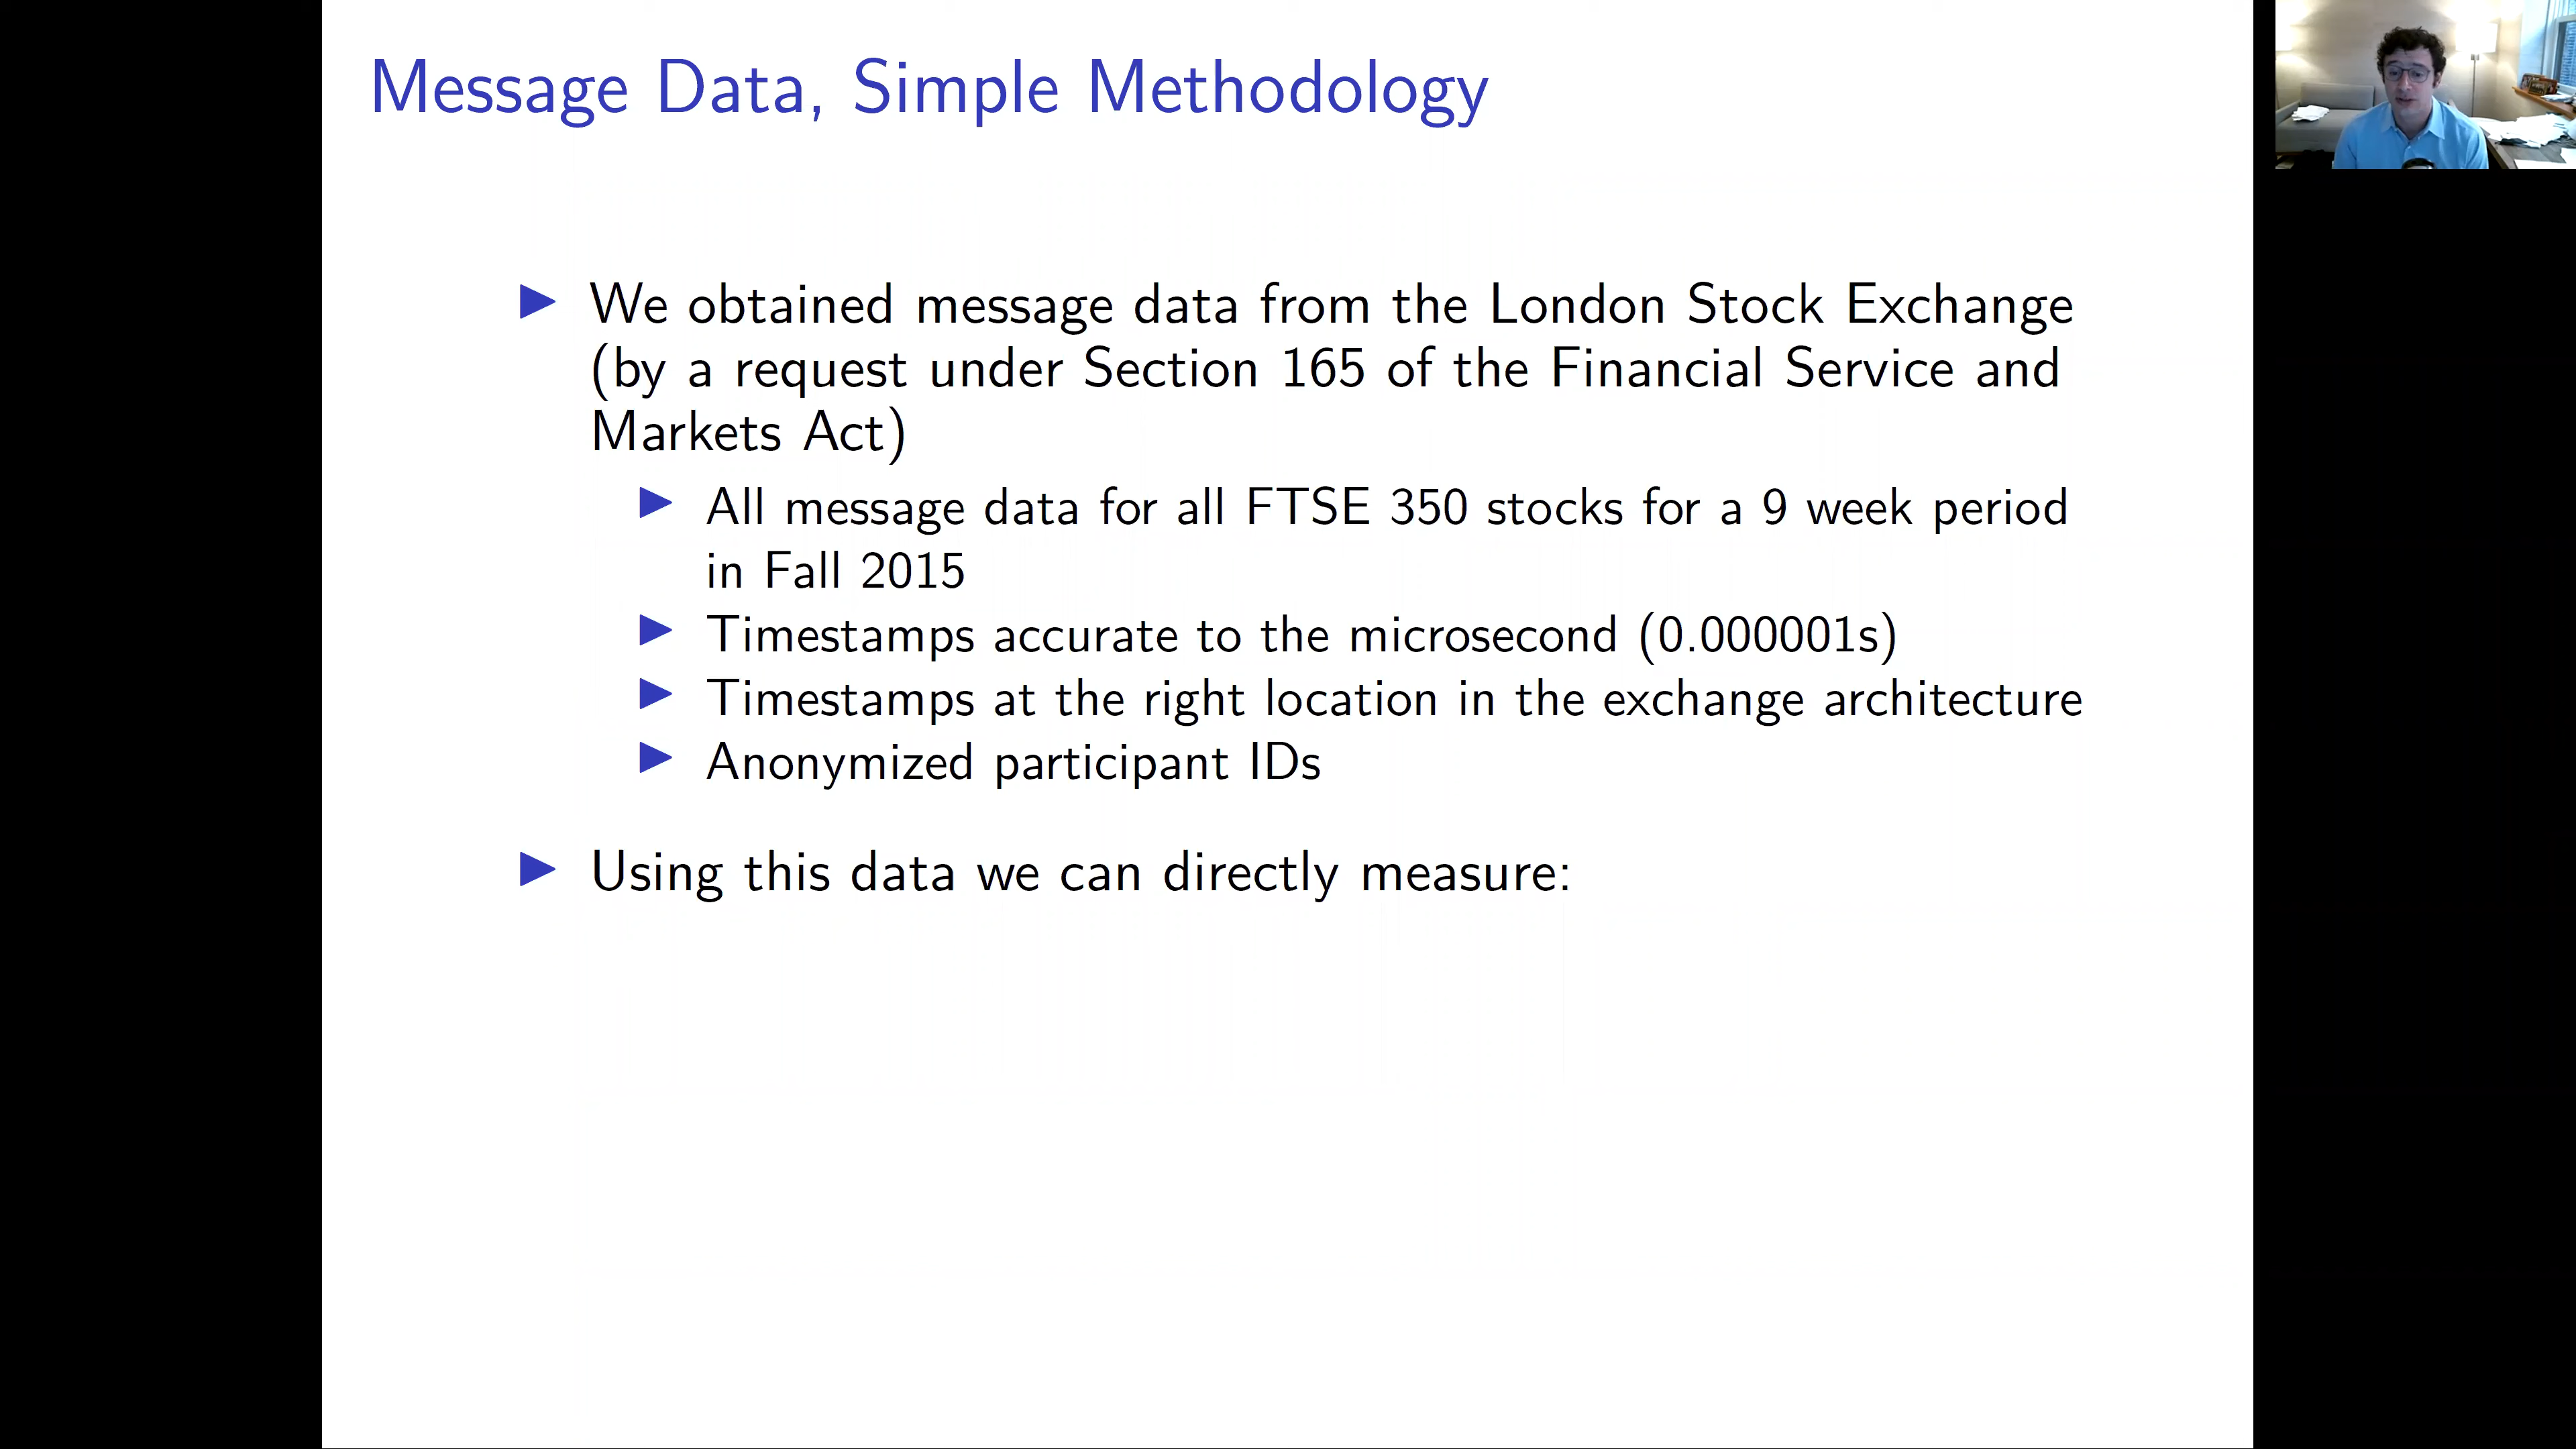 Message Data, Simple Methodology
We obtained message data from the London Stock Exchange
(by a request under Section 165 of the Financial Service and
Markets Act)
All message data for all FTSE 350 stocks for a 9 week period
in Fall 2015
Timestamps accurate to the microsecond (0.000001s)
Timestamps at the right location in the exchange architecture
Anonymized participant IDs
Using this data we can directly measure: